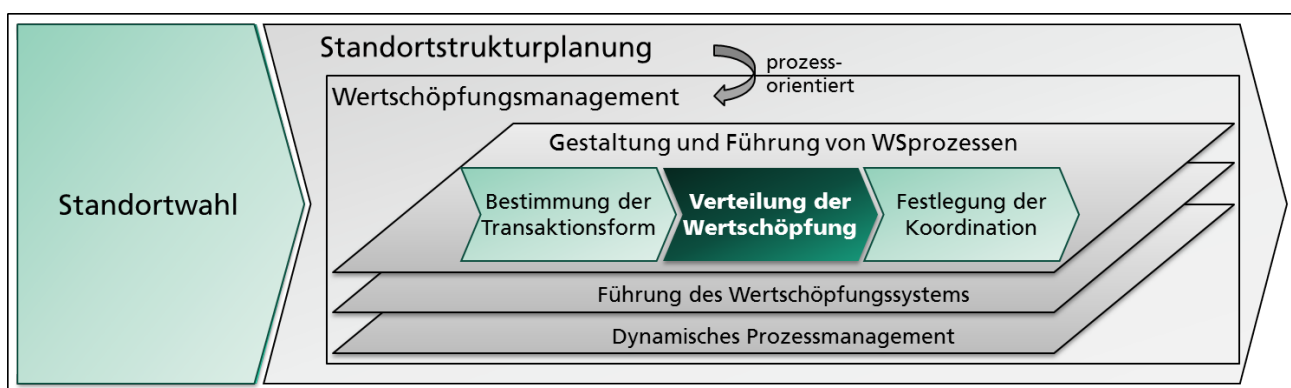 Standortwahl
Standortstrukturplanung
prozess-
orientiert
Wertschöpfungsmanagement
Gestaltung und Führung von WSprozessen
Bestimmung der
Transaktionsform
Verteilung der
Wertschöpfung
Festlegung der
Koordination
Führung des Wertschöpfungssystems
Dynamisches Prozessmanagement